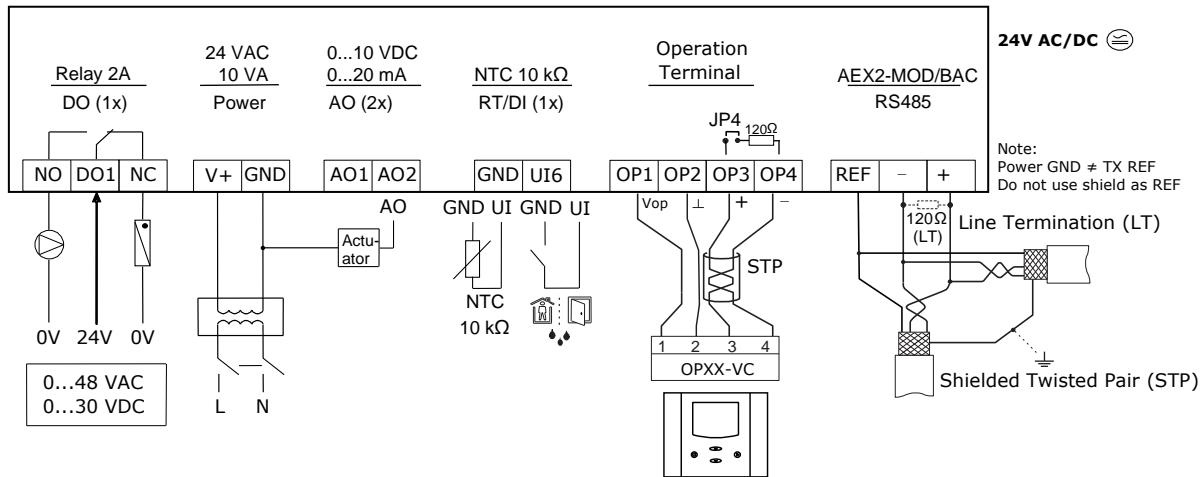 24V AC/DC
Relay 2A
DO (1x)
24 VAC
10 VA
Power
0...10 VDC
0...20 mA
AO (2x)
NTC 10 kΩ
RT/DI (1x)
Operation
Terminal
AEX2-MOD/BAC
RS485
JP4
120Ω
NO DO1 NC
V+ GND
AO1 AO2
GND UI6
OP1 OP2 OP3 OP4
REF − +
Note:
Power GND ≠ TX REF
Do not use shield as REF
AO
GND UI GND UI
Vop ⊥ + −
120Ω
(LT)
Line Termination (LT)
Actu-
ator
STP
NTC
10 kΩ
0V 24V 0V
0...48 VAC
0...30 VDC
L N
1 2 3 4
OPXX-VC
Shielded Twisted Pair (STP)